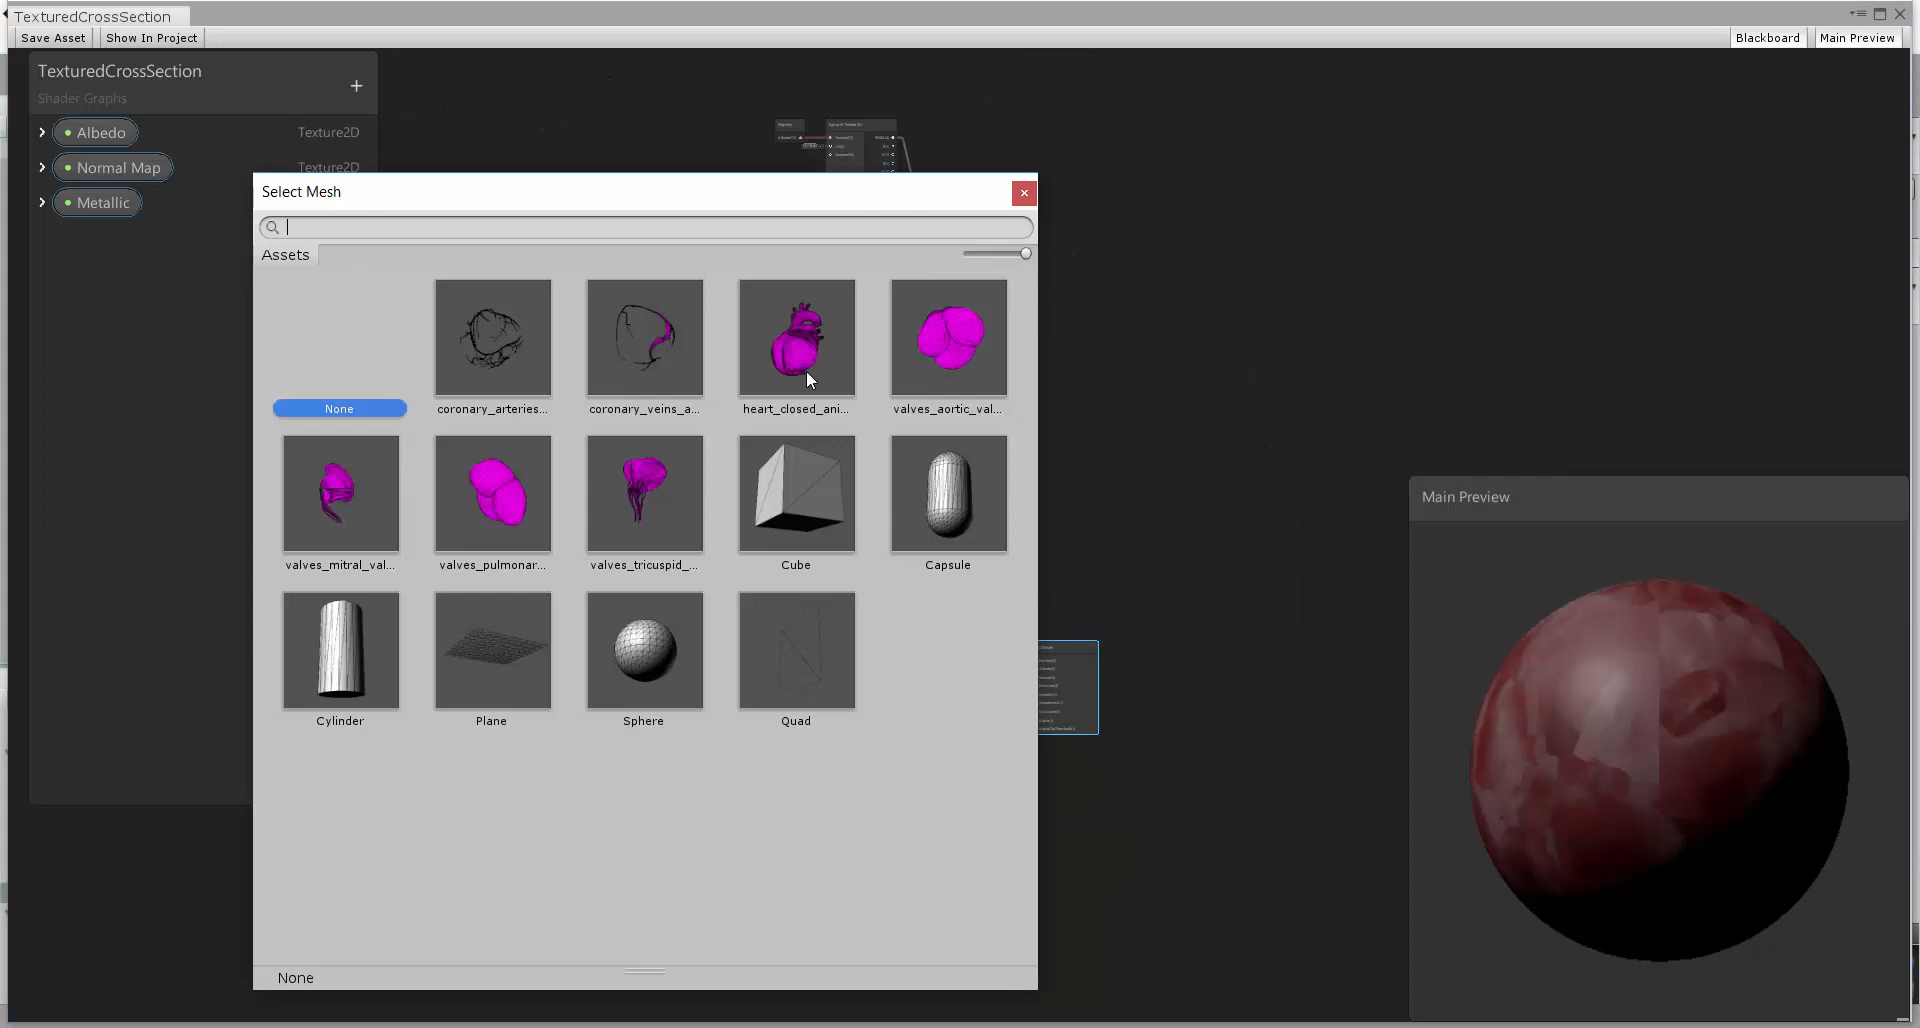 TexturedCrossSection
Save Asset
Show In Project
Blackboard
Main Preview
TexturedCrossSection
+
Shader Graphs
Albedo
Texture2D
Normal Map
Texture2D
Metallic
Select Mesh
Assets
None
coronary_arteries...
coronary_veins_a...
heart_closed_ani...
valves_aortic_val...
valves_mitral_val...
valves_pulmonar...
valves_tricuspid_...
Cube
Capsule
Cylinder
Plane
Sphere
Quad
None
Main Preview